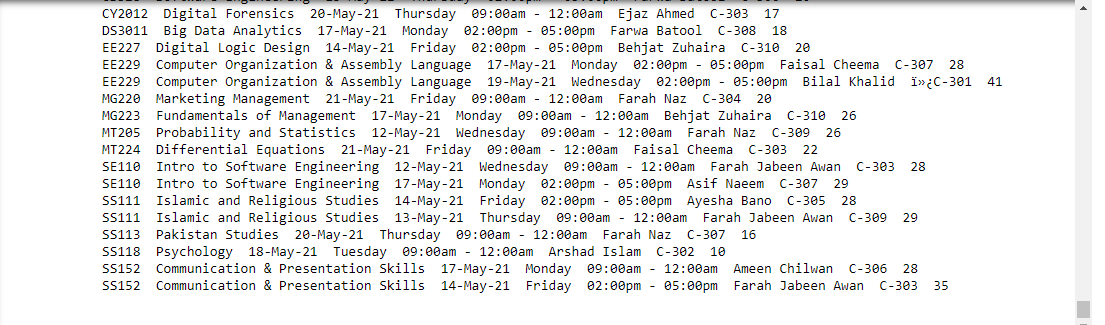 CY2012 Digital Forensics 20-May-21 Thursday 09:00am - 12:00am Ejaz Ahmed C-303 17
DS3011 Big Data Analytics 17-May-21 Monday 02:00pm - 05:00pm Farwa Batool C-308 18
EE227 Digital Logic Design 14-May-21 Friday 02:00pm - 05:00pm Behjat Zuhaira C-310 20
EE229 Computer Organization & Assembly Language 17-May-21 Monday 02:00pm - 05:00pm Faisal Cheema C-307 28
EE229 Computer Organization & Assembly Language 19-May-21 Wednesday 02:00pm - 05:00pm Bilal Khalid ï»¿C-301 41
MG220 Marketing Management 21-May-21 Friday 09:00am - 12:00am Farah Naz C-304 20
MG223 Fundamentals of Management 17-May-21 Monday 09:00am - 12:00am Behjat Zuhaira C-310 26
MT205 Probability and Statistics 12-May-21 Wednesday 09:00am - 12:00am Farah Naz C-309 26
MT224 Differential Equations 21-May-21 Friday 09:00am - 12:00am Faisal Cheema C-303 22
SE110 Intro to Software Engineering 12-May-21 Wednesday 09:00am - 12:00am Farah Jabeen Awan C-303 28
SE110 Intro to Software Engineering 17-May-21 Monday 02:00pm - 05:00pm Asif Naeem C-307 29
SS111 Islamic and Religious Studies 14-May-21 Friday 02:00pm - 05:00pm Ayesha Bano C-305 28
SS111 Islamic and Religious Studies 13-May-21 Thursday 09:00am - 12:00am Farah Jabeen Awan C-309 29
SS113 Pakistan Studies 20-May-21 Thursday 09:00am - 12:00am Farah Naz C-307 16
SS118 Psychology 18-May-21 Tuesday 09:00am - 12:00am Arshad Islam C-302 10
SS152 Communication & Presentation Skills 17-May-21 Monday 09:00am - 12:00am Ameen Chilwan C-306 28
SS152 Communication & Presentation Skills 14-May-21 Friday 02:00pm - 05:00pm Farah Jabeen Awan C-303 35